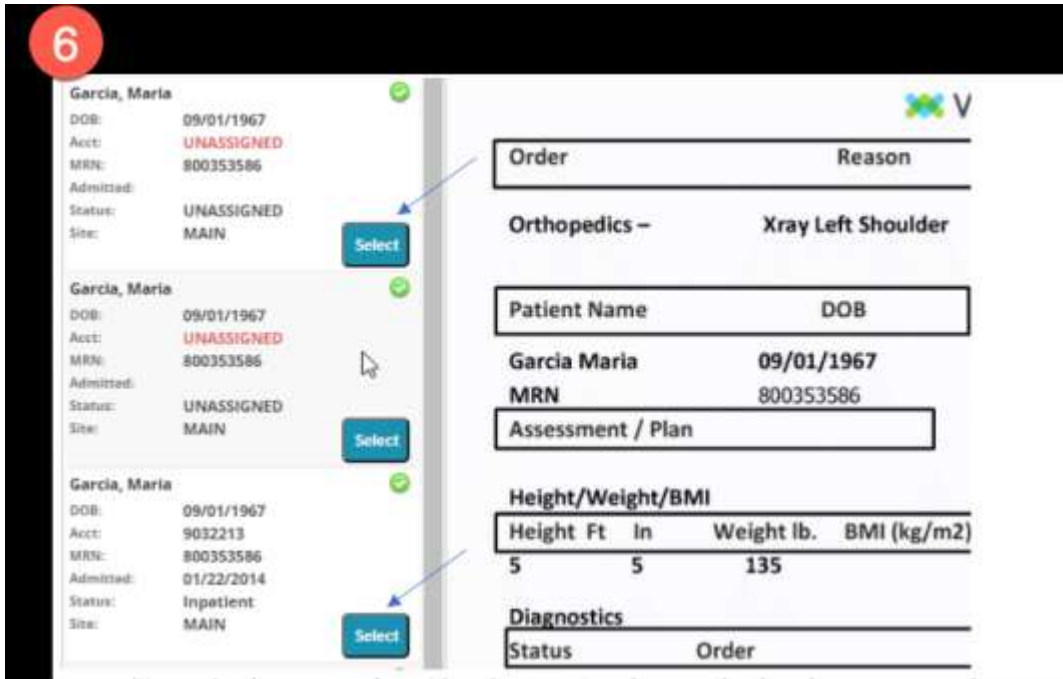 6
Garcia, Maria
DOB: 09/01/1967
Acct: UNASSIGNED
MRN: 800353586
Admitted:
Status: UNASSIGNED
Site: MAIN
Select
Garcia, Maria
DOB: 09/01/1967
Acct: UNASSIGNED
MRN: 800353586
Admitted:
Status: UNASSIGNED
Site: MAIN
Select
Garcia, Maria
DOB: 09/01/1967
Acct: 9032213
MRN: 800353586
Admitted: 01/22/2014
Status: Inpatient
Site: MAIN
Select
V
Order Reason
Orthopedics – Xray Left Shoulder
Patient Name DOB
Garcia Maria 09/01/1967
MRN 800353586
Assessment / Plan
Height/Weight/BMI
Height Ft In Weight lb. BMI (kg/m2)
5 5 135
Diagnostics
Status Order